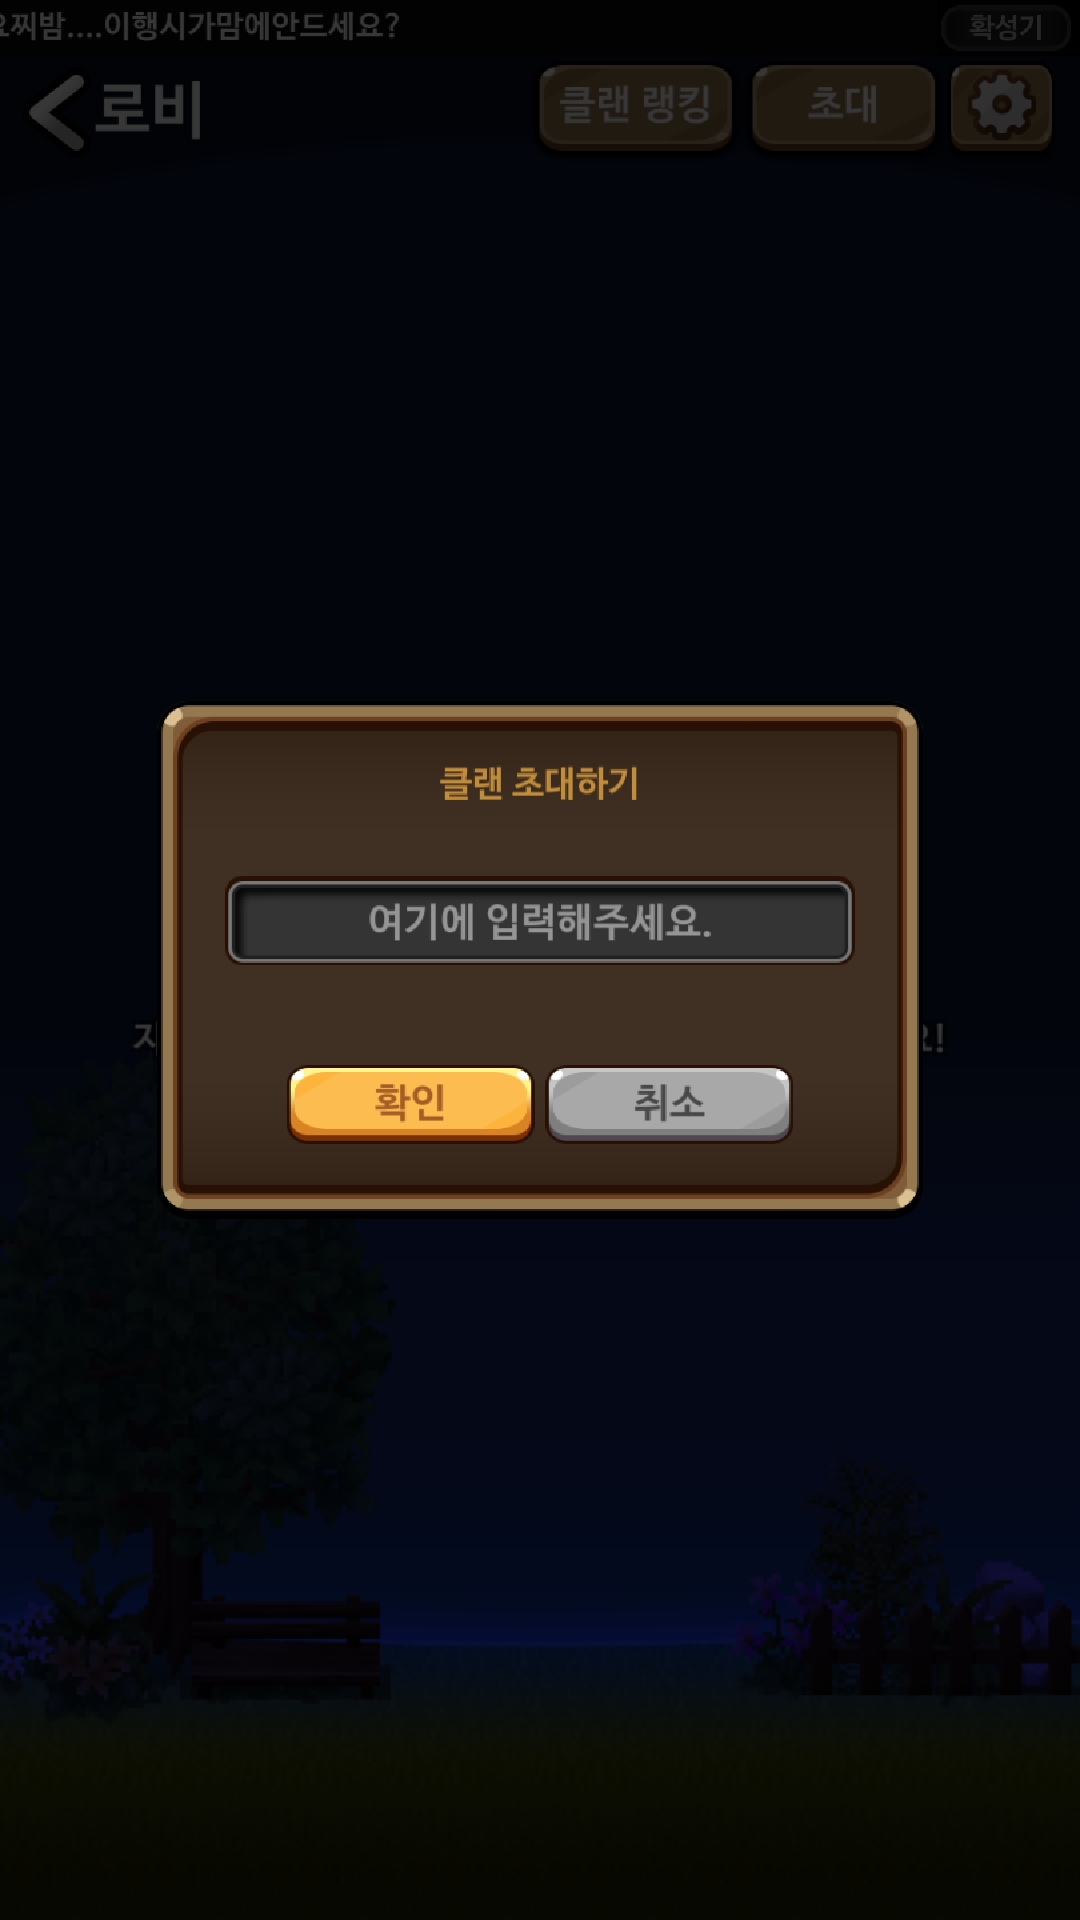 찌밤....이행시가맘에안드세요?
확성기
로비
클랜 랭킹
초대
클랜 초대하기
여기에 입력해주세요.
확인
취소